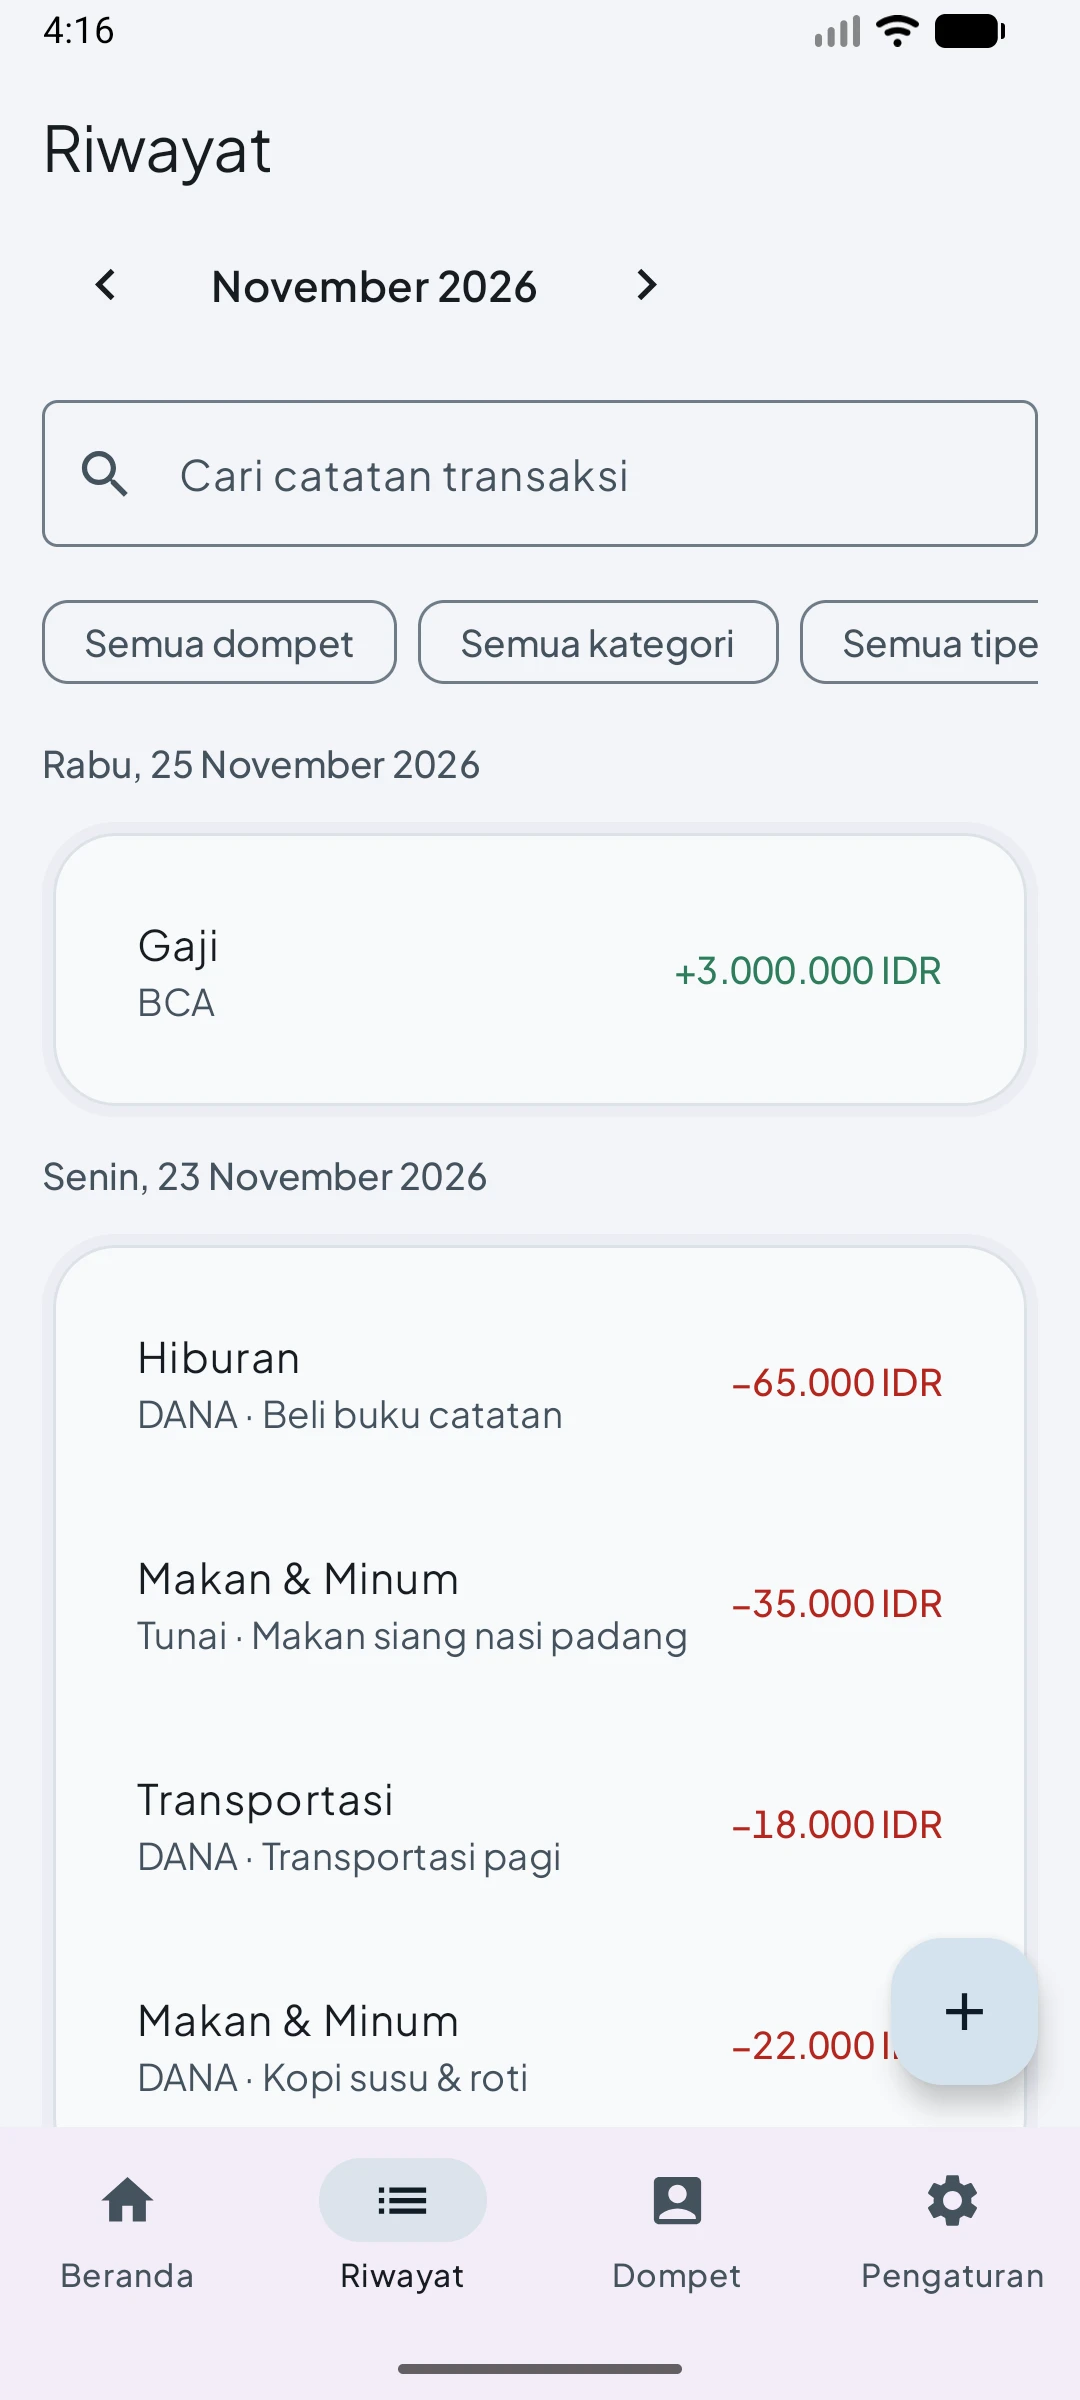 4:16
Riwayat
November 2026
Cari catatan transaksi
Semua dompet
Semua kategori
Semua tipe
Rabu, 25 November 2026
Gaji
+3.000.000 IDR
BCA
Senin, 23 November 2026
Hiburan
−65.000 IDR
DANA · Beli buku catatan
Makan & Minum
−35.000 IDR
Tunai · Makan siang nasi padang
Transportasi
−18.000 IDR
DANA · Transportasi pagi
Makan & Minum
−22.000
DANA · Kopi susu & roti
Beranda
Riwayat
Dompet
Pengaturan